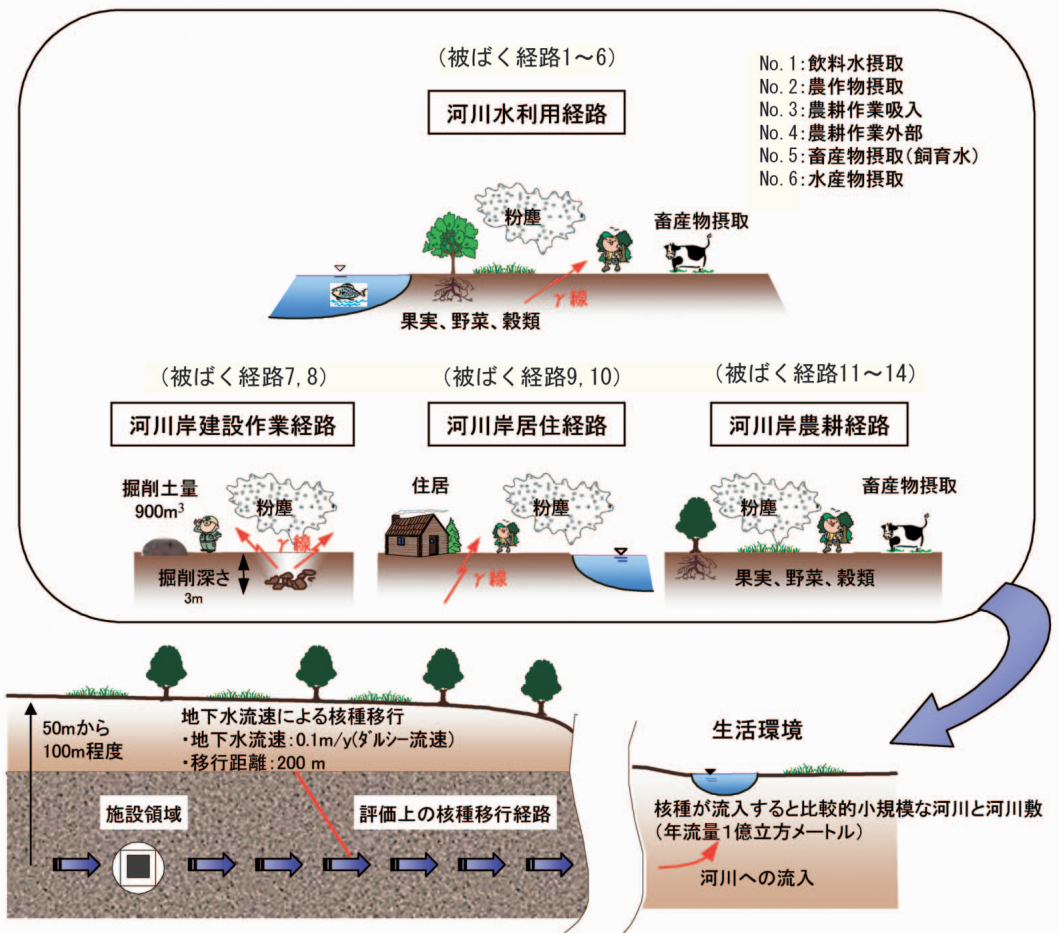 (被ばく経路1～6)
河川水利用経路
No.1:飲料水摂取
No.2:農作物摂取
No.3:農耕作業吸入
No.4:農耕作業外部
No.5:畜産物摂取(飼育水)
No.6:水産物摂取
粉塵
畜産物摂取
γ線
果実、野菜、穀類
(被ばく経路7,8)
河川岸建設作業経路
掘削土量
900m³
粉塵
γ線
掘削深さ
3m
(被ばく経路9,10)
河川岸居住経路
住居
粉塵
γ線
(被ばく経路11～14)
河川岸農耕経路
粉塵
畜産物摂取
果実、野菜、穀類
50mから
100m程度
地下水流速による核種移行
・地下水流速:0.1m/y(ダルシー流速)
・移行距離:200 m
施設領域
評価上の核種移行経路
生活環境
核種が流入すると比較的小規模な河川と河川敷
(年流量1億立方メートル)
河川への流入